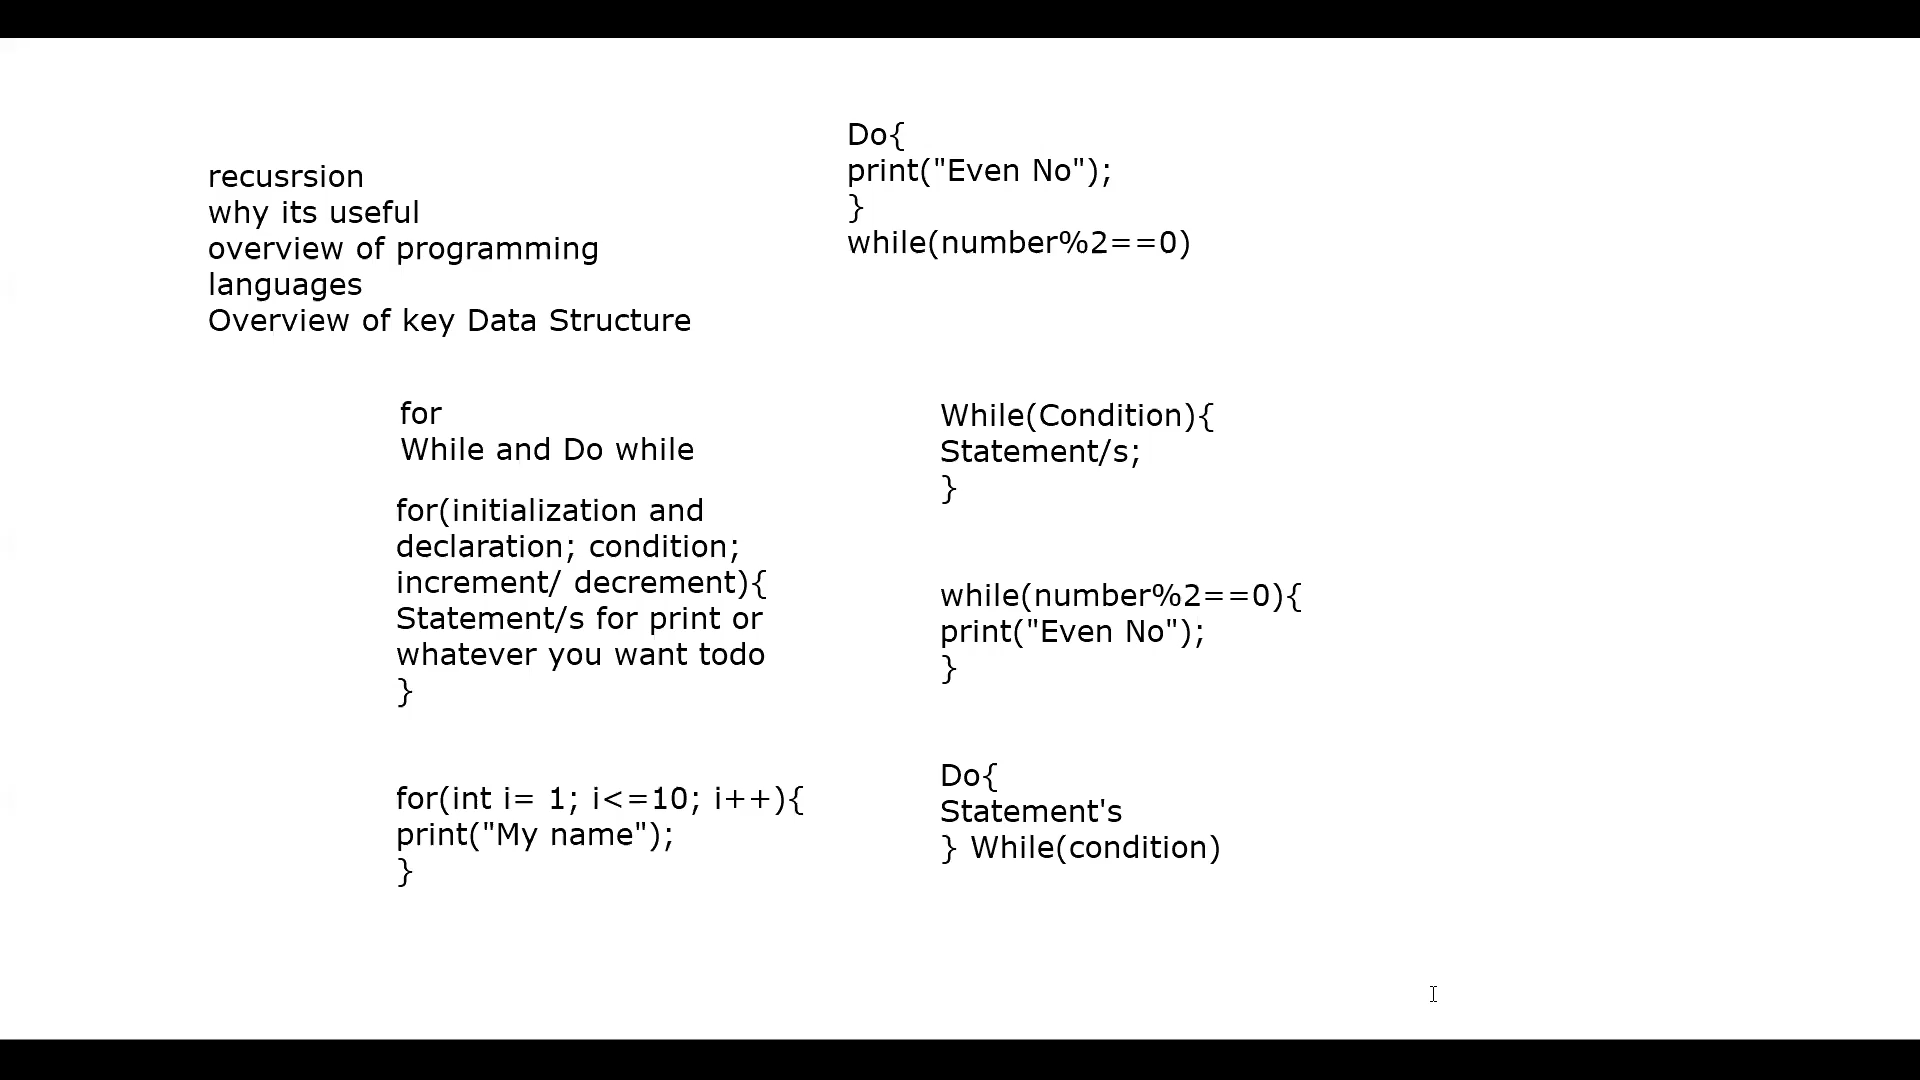 recusrsion
why its useful
overview of programming
languages
Overview of key Data Structure
Do{
print("Even No");
}
while(number%2==0)
for
While and Do while
for(initialization and
declaration; condition;
increment/ decrement){
Statement/s for print or
whatever you want todo
}
for(int i= 1; i<=10; i++){
print("My name");
}
While(Condition){
Statement/s;
}
while(number%2==0){
print("Even No");
}
Do{
Statement's
} While(condition)